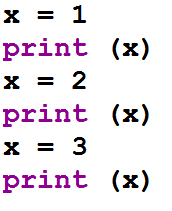 x = 1
print (x)
x = 2
print (x)
x = 3
print (x)